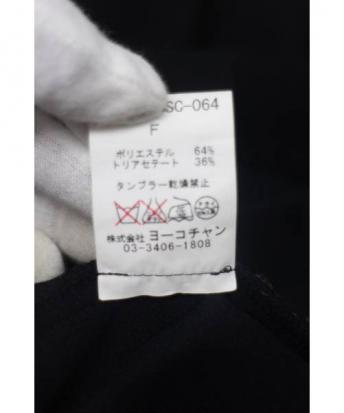 SC-064
F
ポリエステル 64%
トリアセテート 36%
タンブラー乾燥禁止
株式会社 ヨーコチャン
03-3406-1808